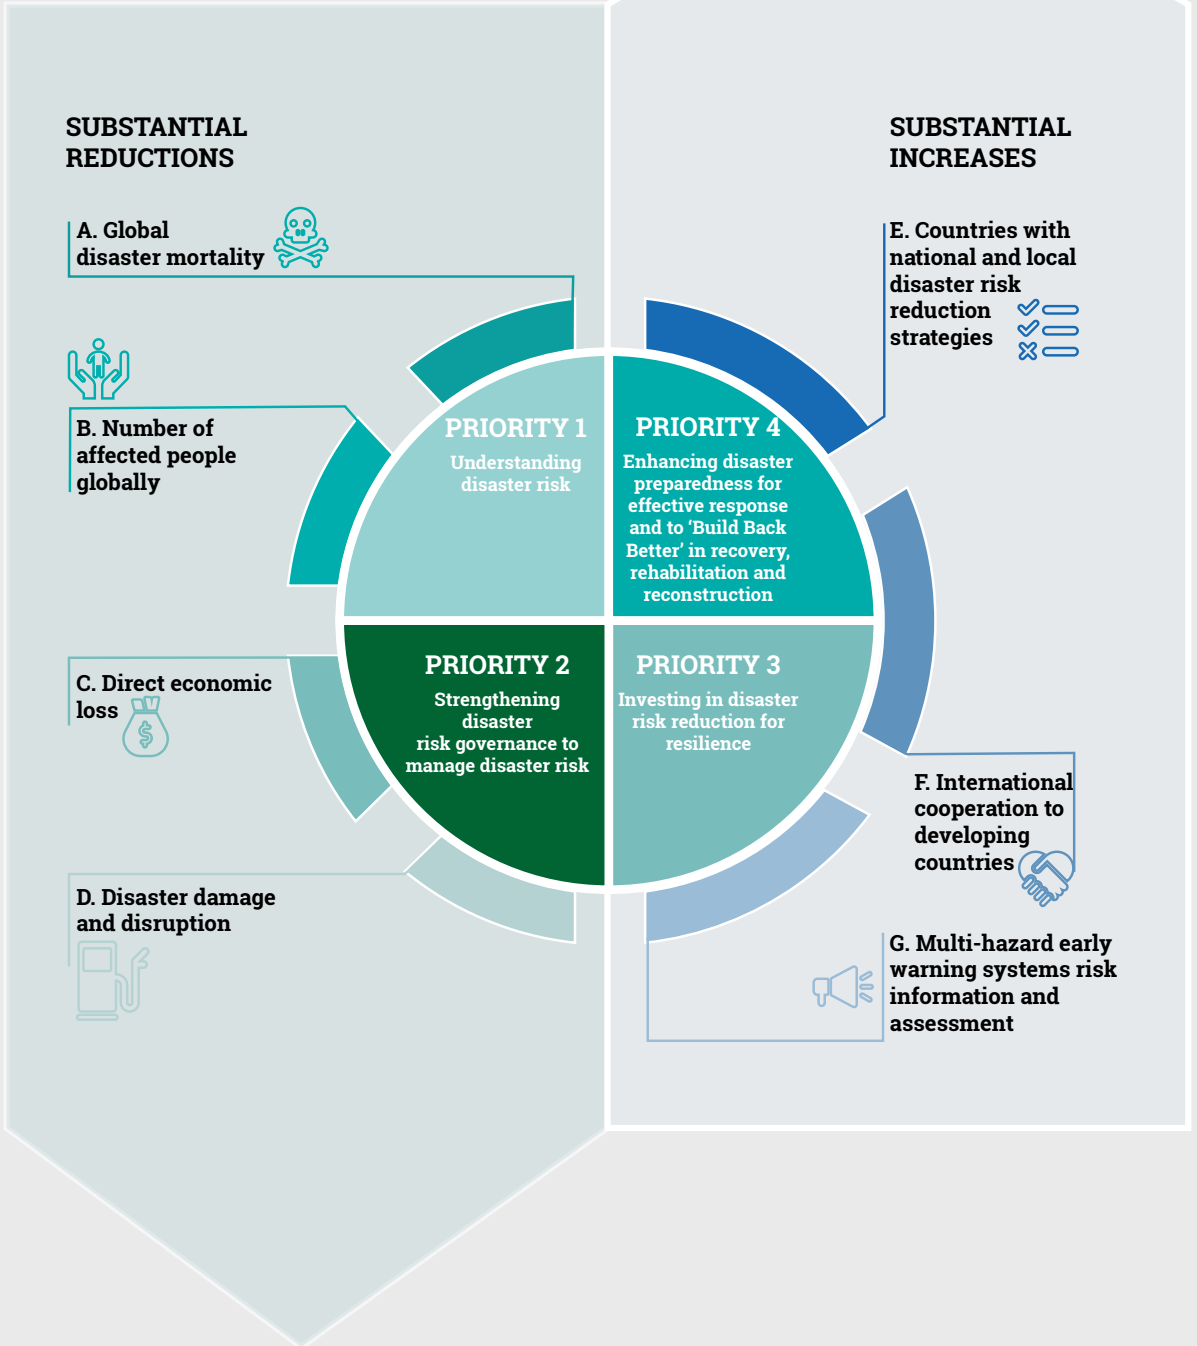 SUBSTANTIAL
REDUCTIONS
A. Global
disaster mortality
B. Number of
affected people
globally
C. Direct economic
loss
$
D. Disaster damage
and disruption
PRIORITY 1
Understanding
disaster risk
PRIORITY 4
Enhancing disaster
preparedness for
effective response
and to ‘Build Back
Better’ in recovery,
rehabilitation and
reconstruction
PRIORITY 2
Strengthening
disaster
risk governance to
manage disaster risk
PRIORITY 3
Investing in disaster
risk reduction for
resilience
SUBSTANTIAL
INCREASES
E. Countries with
national and local
disaster risk
reduction
strategies
F. International
cooperation to
developing
countries
G. Multi-hazard early
warning systems risk
information and
assessment